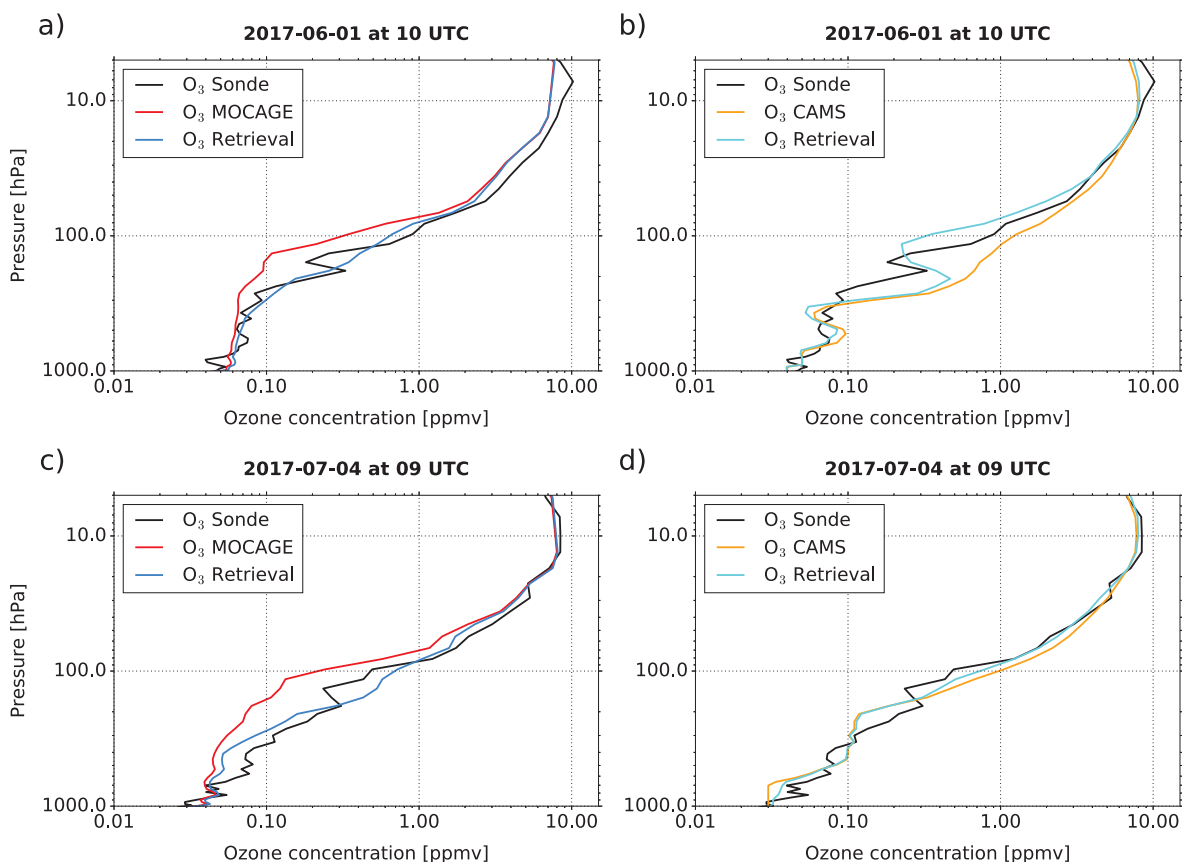 a)
2017-06-01 at 10 UTC
O₃ Sonde
O₃ MOCAGE
O₃ Retrieval
Pressure [hPa]
10.0
100.0
1000.0
0.01 0.10 1.00 10.00
Ozone concentration [ppmv]
b)
2017-06-01 at 10 UTC
O₃ Sonde
O₃ CAMS
O₃ Retrieval
10.0
100.0
1000.0
0.01 0.10 1.00 10.00
Ozone concentration [ppmv]
c)
2017-07-04 at 09 UTC
O₃ Sonde
O₃ MOCAGE
O₃ Retrieval
Pressure [hPa]
10.0
100.0
1000.0
0.01 0.10 1.00 10.00
Ozone concentration [ppmv]
d)
2017-07-04 at 09 UTC
O₃ Sonde
O₃ CAMS
O₃ Retrieval
10.0
100.0
1000.0
0.01 0.10 1.00 10.00
Ozone concentration [ppmv]